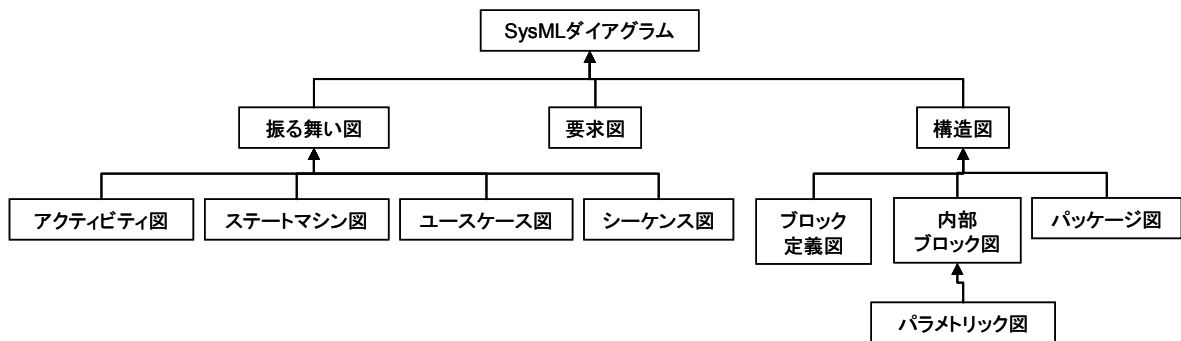 SysMLダイアグラム
振る舞い図
要求図
構造図
アクティビティ図
ステートマシン図
ユースケース図
シーケンス図
ブロック
定義図
内部
ブロック図
パッケージ図
パラメトリック図